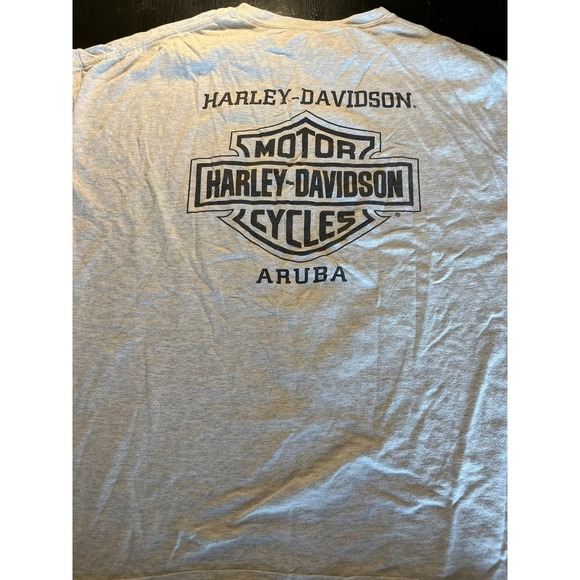 HARLEY-DAVIDSON.
MOTOR
HARLEY-DAVIDSON
CYCLES
®
ARUBA